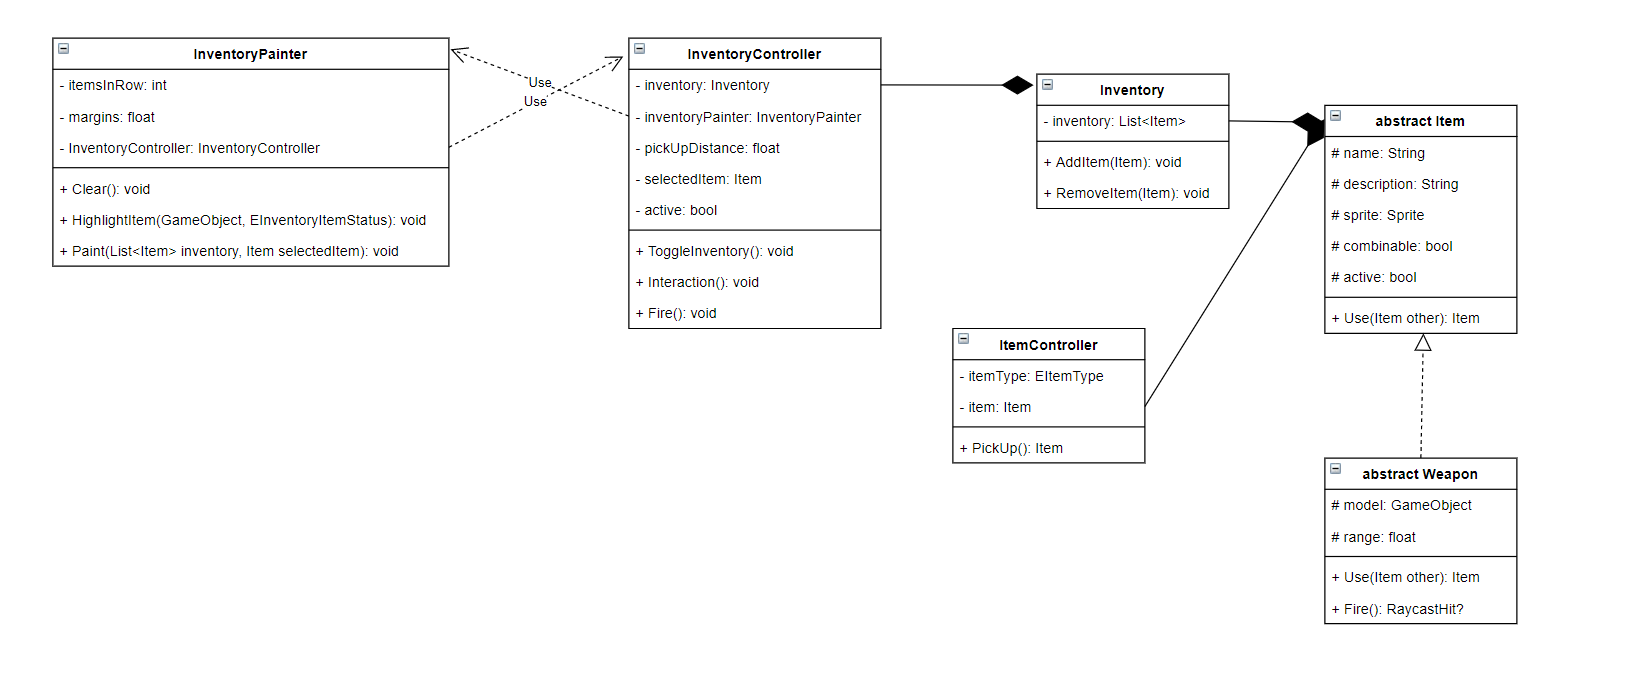 InventoryPainter
- itemsInRow: int
- margins: float
- InventoryController: InventoryController
+ Clear(): void
+ HighlightItem(GameObject, EInventoryItemStatus): void
+ Paint(List<Item> inventory, Item selectedItem): void
Use
Use
InventoryController
- inventory: Inventory
- inventoryPainter: InventoryPainter
- pickUpDistance: float
- selectedItem: Item
- active: bool
+ ToggleInventory(): void
+ Interaction(): void
+ Fire(): void
Inventory
- inventory: List<Item>
+ AddItem(Item): void
+ RemoveItem(Item): void
abstract Item
# name: String
# description: String
# sprite: Sprite
# combinable: bool
# active: bool
+ Use(Item other): Item
ItemController
- itemType: EItemType
- item: Item
+ PickUp(): Item
abstract Weapon
# model: GameObject
# range: float
+ Use(Item other): Item
+ Fire(): RaycastHit?